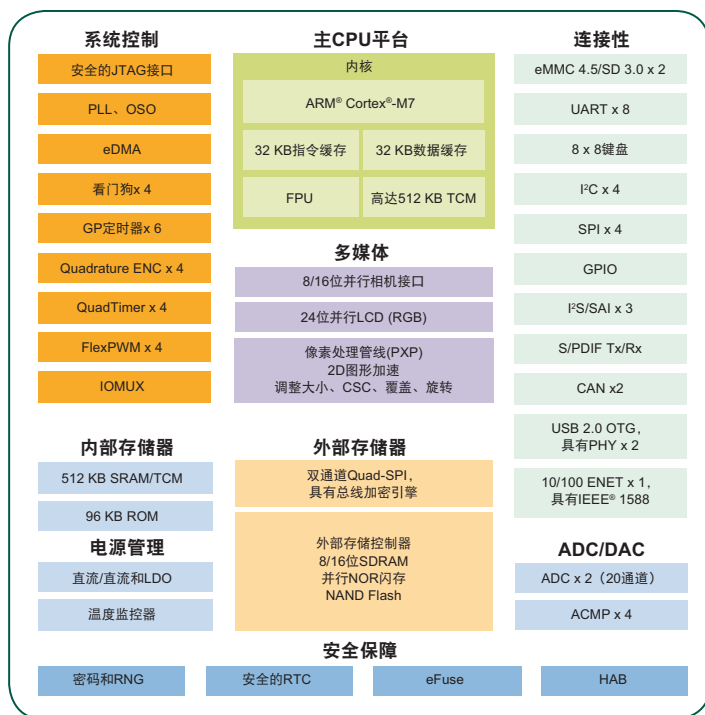 系统控制
安全的JTAG接口
PLL、OSO
eDMA
看门狗x 4
GP定时器x 6
Quadrature ENC x 4
QuadTimer x 4
FlexPWM x 4
IOMUX
主CPU平台
内核
ARM® Cortex®-M7
32 KB指令缓存
32 KB数据缓存
FPU
高达512 KB TCM
多媒体
8/16位并行相机接口
24位并行LCD (RGB)
像素处理管线(PXP)
2D图形加速
调整大小、CSC、覆盖、旋转
连接性
eMMC 4.5/SD 3.0 x 2
UART x 8
8 x 8键盘
I²C x 4
SPI x 4
GPIO
I²S/SAI x 3
S/PDIF Tx/Rx
CAN x2
USB 2.0 OTG，
具有PHY x 2
10/100 ENET x 1，
具有IEEE® 1588
内部存储器
512 KB SRAM/TCM
96 KB ROM
电源管理
直流/直流和LDO
温度监控器
外部存储器
双通道Quad-SPI，
具有总线加密引擎
外部存储控制器
8/16位SDRAM
并行NOR闪存
NAND Flash
ADC/DAC
ADC x 2（20通道）
ACMP x 4
安全保障
密码和RNG
安全的RTC
eFuse
HAB